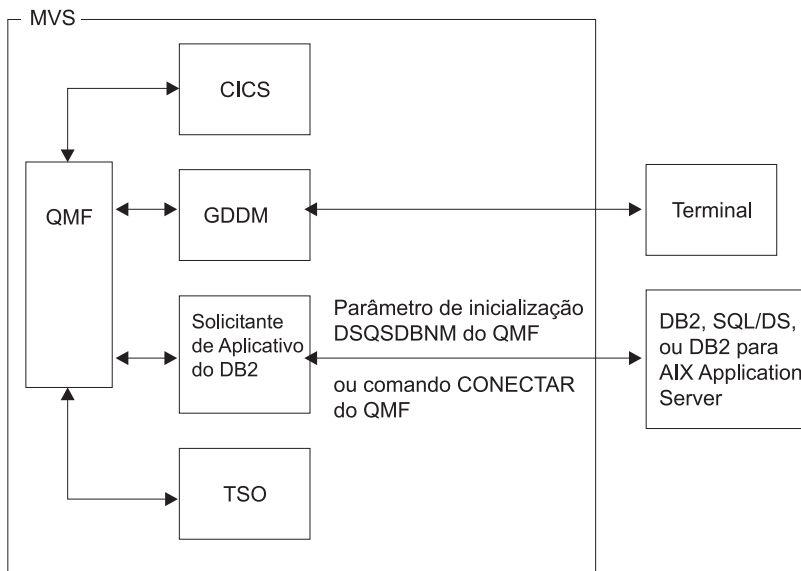 MVS
CICS
QMF
GDDM
Terminal
Solicitante
de Aplicativo
do DB2
Parâmetro de inicialização
DSQSDBNM do QMF
ou comando CONECTAR
do QMF
DB2, SQL/DS,
ou DB2 para
AIX Application
Server
TSO